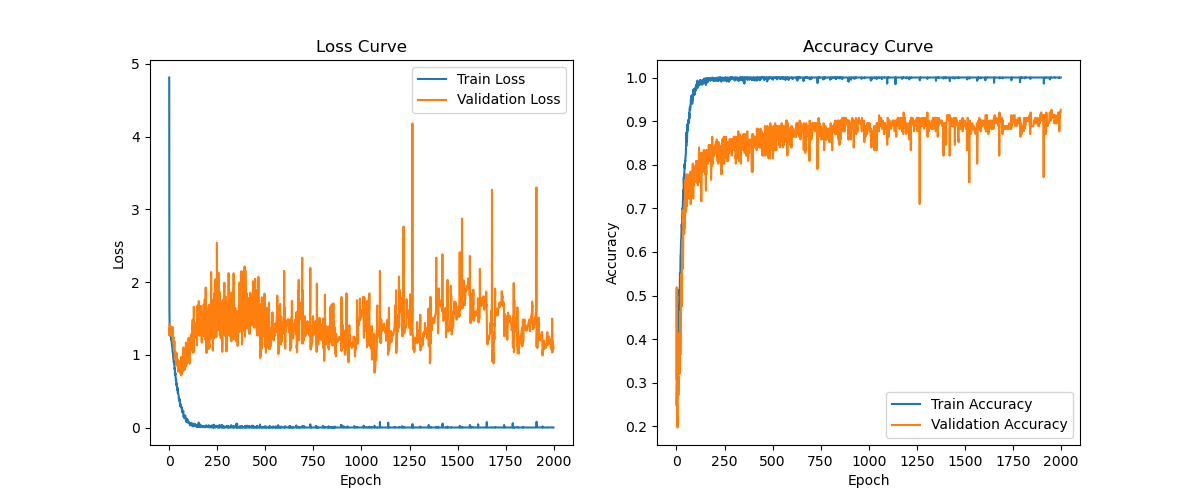 Loss Curve
5
4
3
2
1
0
Loss
0 250 500 750 1000 1250 1500 1750 2000
Epoch
Train Loss
Validation Loss
Accuracy Curve
1.0
0.9
0.8
0.7
0.6
0.5
0.4
0.3
0.2
Accuracy
0 250 500 750 1000 1250 1500 1750 2000
Epoch
Train Accuracy
Validation Accuracy